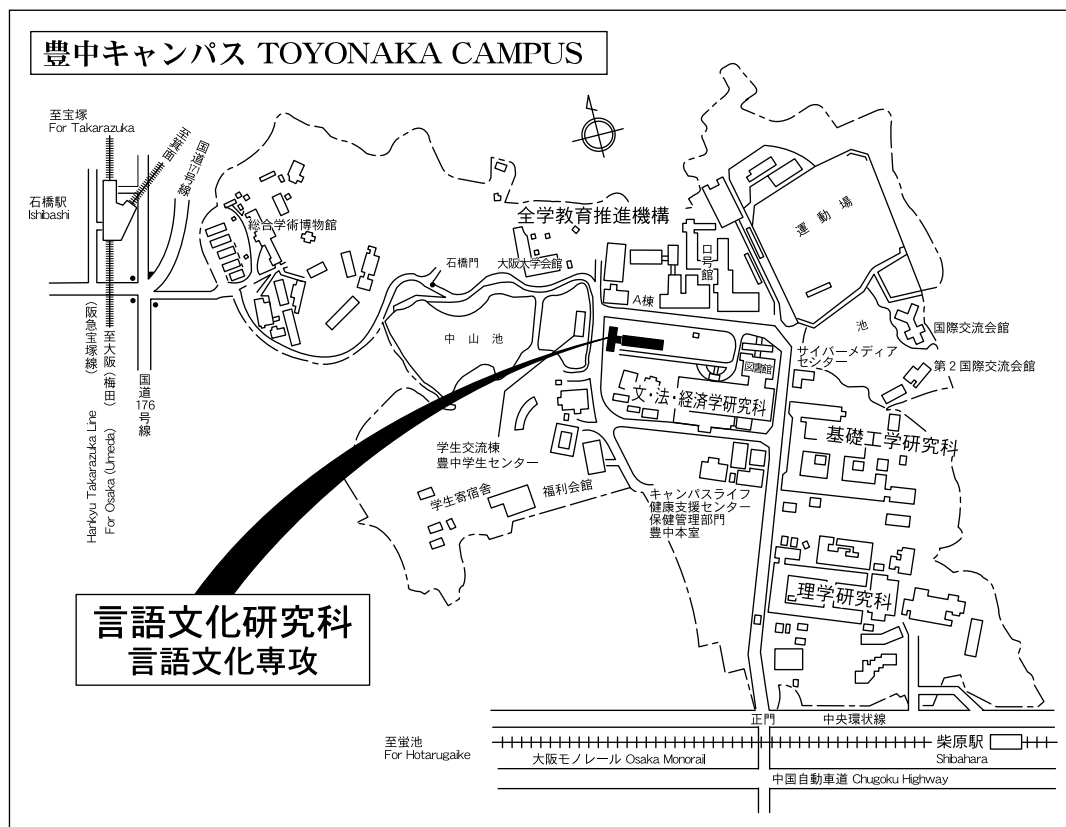 豊中キャンパス TOYONAKA CAMPUS
至宝塚
For Takarazuka
至箕面
国道171号線
石橋駅
Ishibashi
総合学術博物館
全学教育推進機構
石橋門
大阪大学会館
ロ号館
A棟
運動場
池
国際交流会館
サイバーメディア
センター
第2国際交流会館
中山池
図書館
文・法・経済学研究科
基礎工学研究科
(阪急宝塚線)
Hankyu Takarazuka Line
至大阪(梅田)
For Osaka (Umeda)
国道176号線
学生交流棟
豊中学生センター
学生寄宿舎
福利会館
キャンパスライフ
健康支援センター
保健管理部門
豊中本室
理学研究科
言語文化研究科
言語文化専攻
正門
中央環状線
至蛍池
For Hotarugaike
大阪モノレール Osaka Monorail
柴原駅
Shibahara
中国自動車道 Chugoku Highway